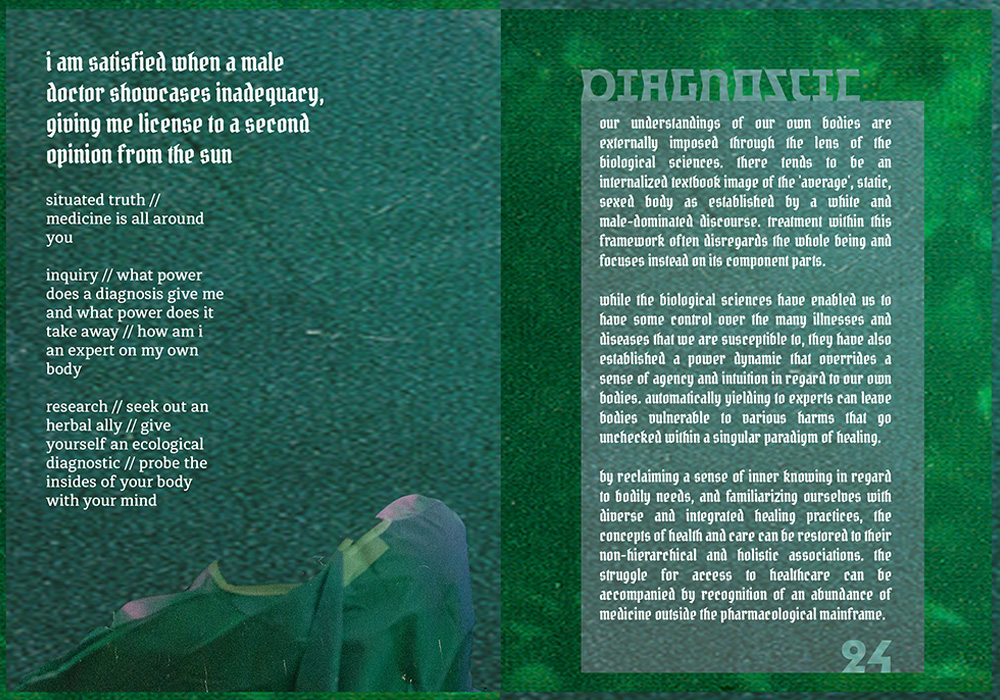 i am satisfied when a male
doctor showcases inadequacy,
giving me license to a second
opinion from the sun
situated truth //
medicine is all around
you
inquiry // what power
does a diagnosis give me
and what power does it
take away // how am i
an expert on my own
body
research // seek out an
herbal ally // give
yourself an ecological
diagnostic // probe the
insides of your body
with your mind
DIAGNOSTIC
our understandings of our own bodies are
externally imposed through the lens of the
biological sciences. there tends to be an
internalized textbook image of the 'average', static,
sexed body as established by a white and
male-dominated discourse. treatment within this
framework often disregards the whole being and
focuses instead on its component parts.
while the biological sciences have enabled us to
have some control over the many illnesses and
diseases that we are susceptible to, they have also
established a power dynamic that overrides a
sense of agency and intuition in regard to our own
bodies. automatically yielding to experts can leave
bodies vulnerable to various harms that go
unchecked within a singular paradigm of healing.
by reclaiming a sense of inner knowing in regard
to bodily needs, and familiarizing ourselves with
diverse and integrated healing practices, the
concepts of health and care can be restored to their
non-hierarchical and holistic associations. the
struggle for access to healthcare can be
accompanied by recognition of an abundance of
medicine outside the pharmacological mainframe.
24